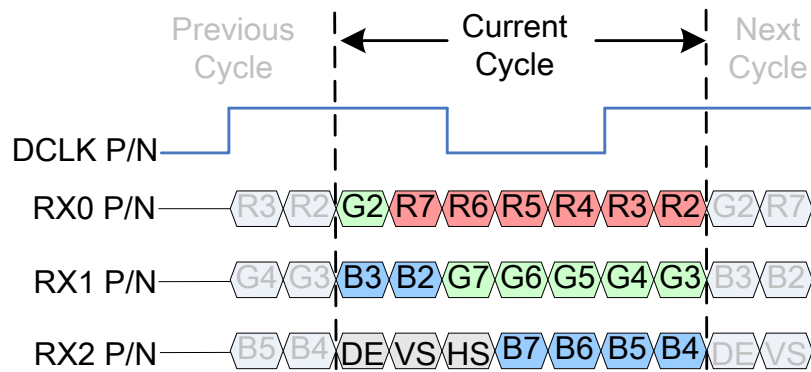 Previous
Cycle
Current
Cycle
Next
Cycle
DCLK P/N
RX0 P/N R3 R2 G2 R7 R6 R5 R4 R3 R2 G2 R7
RX1 P/N G4 G3 B3 B2 G7 G6 G5 G4 G3 B3 B2
RX2 P/N B5 B4 DE VS HS B7 B6 B5 B4 DE VS